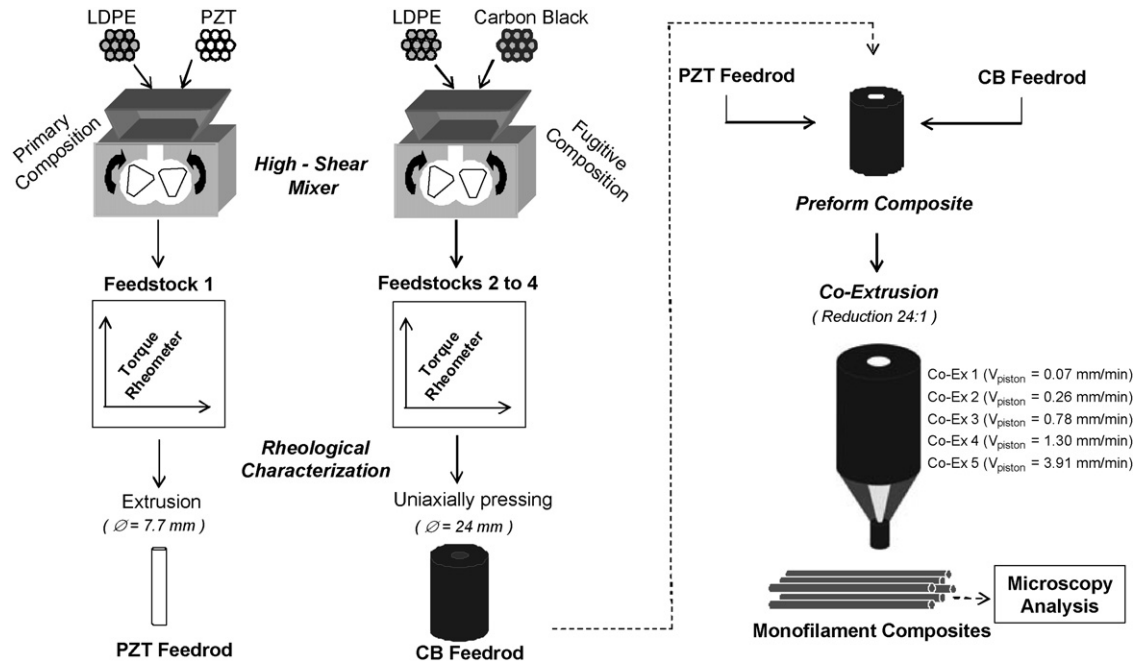 LDPE
PZT
Primary
Composition
High - Shear
Mixer
Feedstock 1
Torque
Rheometer
Extrusion
( Ø = 7.7 mm )
PZT Feedrod
LDPE
Carbon Black
Fugitive
Composition
Feedstocks 2 to 4
Torque
Rheometer
Rheological
Characterization
Uniaxially pressing
( Ø = 24 mm )
CB Feedrod
PZT Feedrod
CB Feedrod
Preform Composite
Co-Extrusion
( Reduction 24:1 )
Co-Ex 1 (Vpiston = 0.07 mm/min)
Co-Ex 2 (Vpiston = 0.26 mm/min)
Co-Ex 3 (Vpiston = 0.78 mm/min)
Co-Ex 4 (Vpiston = 1.30 mm/min)
Co-Ex 5 (Vpiston = 3.91 mm/min)
Monofilament Composites
Microscopy
Analysis